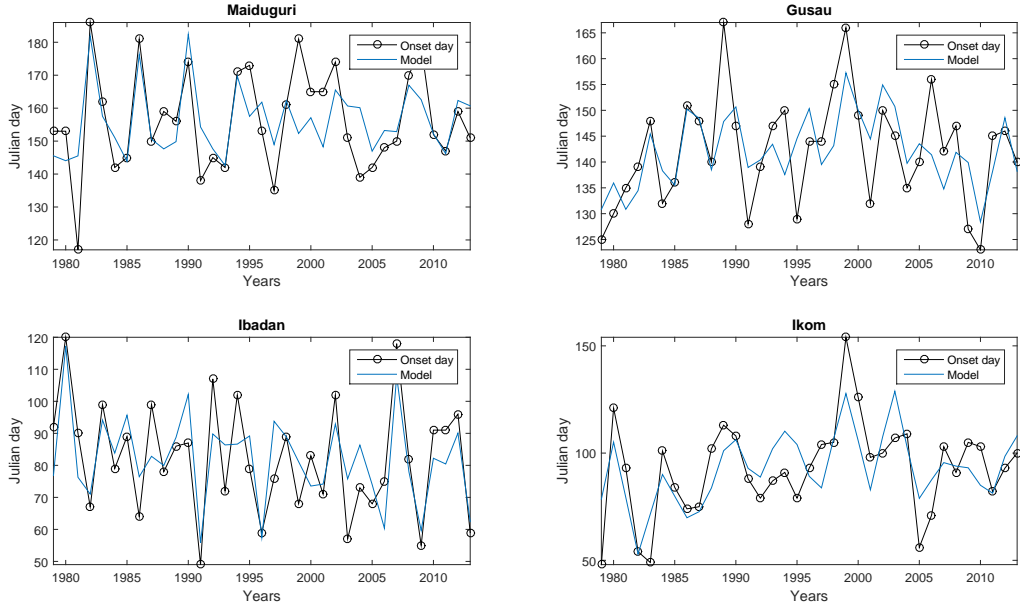 Maiduguri
Onset day
Model
Julian day
180
170
160
150
140
130
120
1980 1985 1990 1995 2000 2005 2010
Years
Gusau
Onset day
Model
Julian day
165
160
155
150
145
140
135
130
125
1980 1985 1990 1995 2000 2005 2010
Years
Ibadan
Onset day
Model
Julian day
120
110
100
90
80
70
60
50
1980 1985 1990 1995 2000 2005 2010
Years
Ikom
Onset day
Model
Julian day
150
100
50
1980 1985 1990 1995 2000 2005 2010
Years